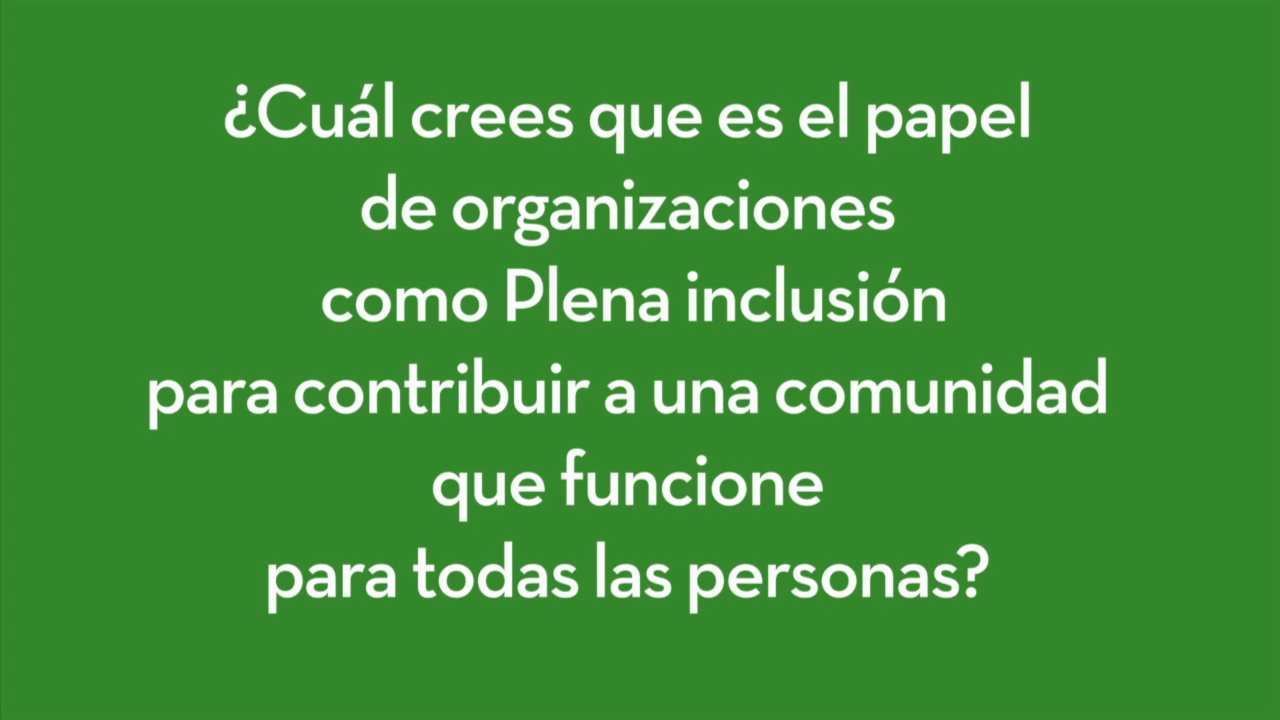 ¿Cuál crees que es el papel
de organizaciones
como Plena inclusión
para contribuir a una comunidad
que funcione
para todas las personas?